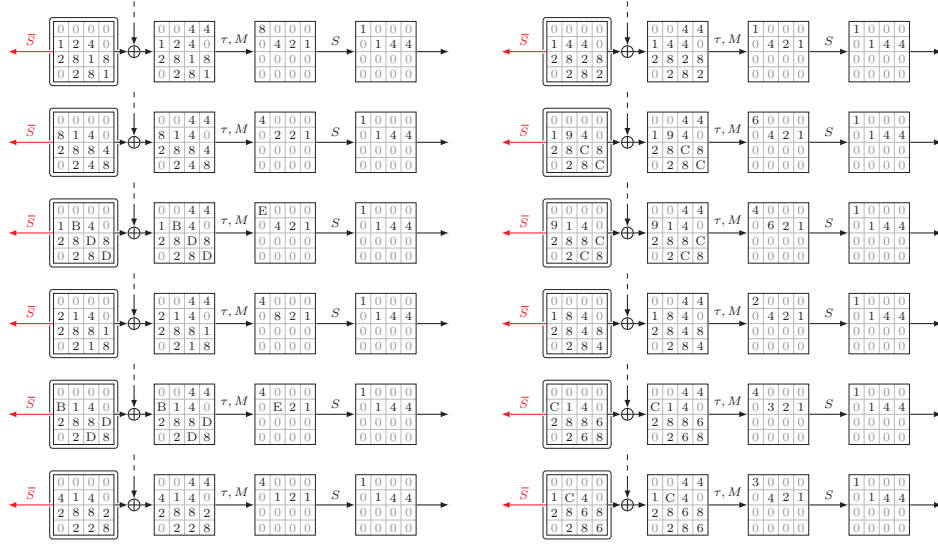 0 0 0 0 0 0 4 4 8 0 0 0 1 0 0 0 0 0 0 0 0 0 4 4 1 0 0 0 1 0 0 0
S̄ τ, M S S̄ τ, M S
1 2 4 0 1 2 4 0 0 4 2 1 0 1 4 4 1 4 4 0 1 4 4 0 0 4 2 1 0 1 4 4
2 8 1 8 2 8 1 8 0 0 0 0 0 0 0 0 2 8 2 8 2 8 2 8 0 0 0 0 0 0 0 0
0 2 8 1 0 2 8 1 0 0 0 0 0 0 0 0 0 2 8 2 0 2 8 2 0 0 0 0 0 0 0 0
0 0 0 0 0 0 4 4 4 0 0 0 1 0 0 0 0 0 0 0 0 0 4 4 6 0 0 0 1 0 0 0
S̄ τ, M S S̄ τ, M S
8 1 4 0 8 1 4 0 0 2 2 1 0 1 4 4 1 9 4 0 1 9 4 0 0 4 2 1 0 1 4 4
2 8 8 4 2 8 8 4 0 0 0 0 0 0 0 0 2 8 C 8 2 8 C 8 0 0 0 0 0 0 0 0
0 2 4 8 0 2 4 8 0 0 0 0 0 0 0 0 0 2 8 C 0 2 8 C 0 0 0 0 0 0 0 0
0 0 0 0 0 0 4 4 E 0 0 0 1 0 0 0 0 0 0 0 0 0 4 4 4 0 0 0 1 0 0 0
S̄ τ, M S S̄ τ, M S
1 B 4 0 1 B 4 0 0 4 2 1 0 1 4 4 9 1 4 0 9 1 4 0 0 6 2 1 0 1 4 4
2 8 D 8 2 8 D 8 0 0 0 0 0 0 0 0 2 8 8 C 2 8 8 C 0 0 0 0 0 0 0 0
0 2 8 D 0 2 8 D 0 0 0 0 0 0 0 0 0 2 C 8 0 2 C 8 0 0 0 0 0 0 0 0
0 0 0 0 0 0 4 4 4 0 0 0 1 0 0 0 0 0 0 0 0 0 4 4 2 0 0 0 1 0 0 0
S̄ τ, M S S̄ τ, M S
2 1 4 0 2 1 4 0 0 8 2 1 0 1 4 4 1 8 4 0 1 8 4 0 0 4 2 1 0 1 4 4
2 8 8 1 2 8 8 1 0 0 0 0 0 0 0 0 2 8 4 8 2 8 4 8 0 0 0 0 0 0 0 0
0 2 1 8 0 2 1 8 0 0 0 0 0 0 0 0 0 2 8 4 0 2 8 4 0 0 0 0 0 0 0 0
0 0 0 0 0 0 4 4 4 0 0 0 1 0 0 0 0 0 0 0 0 0 4 4 4 0 0 0 1 0 0 0
S̄ τ, M S S̄ τ, M S
B 1 4 0 B 1 4 0 0 E 2 1 0 1 4 4 C 1 4 0 C 1 4 0 0 3 2 1 0 1 4 4
2 8 8 D 2 8 8 D 0 0 0 0 0 0 0 0 2 8 8 6 2 8 8 6 0 0 0 0 0 0 0 0
0 2 D 8 0 2 D 8 0 0 0 0 0 0 0 0 0 2 6 8 0 2 6 8 0 0 0 0 0 0 0 0
0 0 0 0 0 0 4 4 4 0 0 0 1 0 0 0 0 0 0 0 0 0 4 4 3 0 0 0 1 0 0 0
S̄ τ, M S S̄ τ, M S
4 1 4 0 4 1 4 0 0 1 2 1 0 1 4 4 1 C 4 0 1 C 4 0 0 4 2 1 0 1 4 4
2 8 8 2 2 8 8 2 0 0 0 0 0 0 0 0 2 8 6 8 2 8 6 8 0 0 0 0 0 0 0 0
0 2 2 8 0 2 2 8 0 0 0 0 0 0 0 0 0 2 8 6 0 2 8 6 0 0 0 0 0 0 0 0